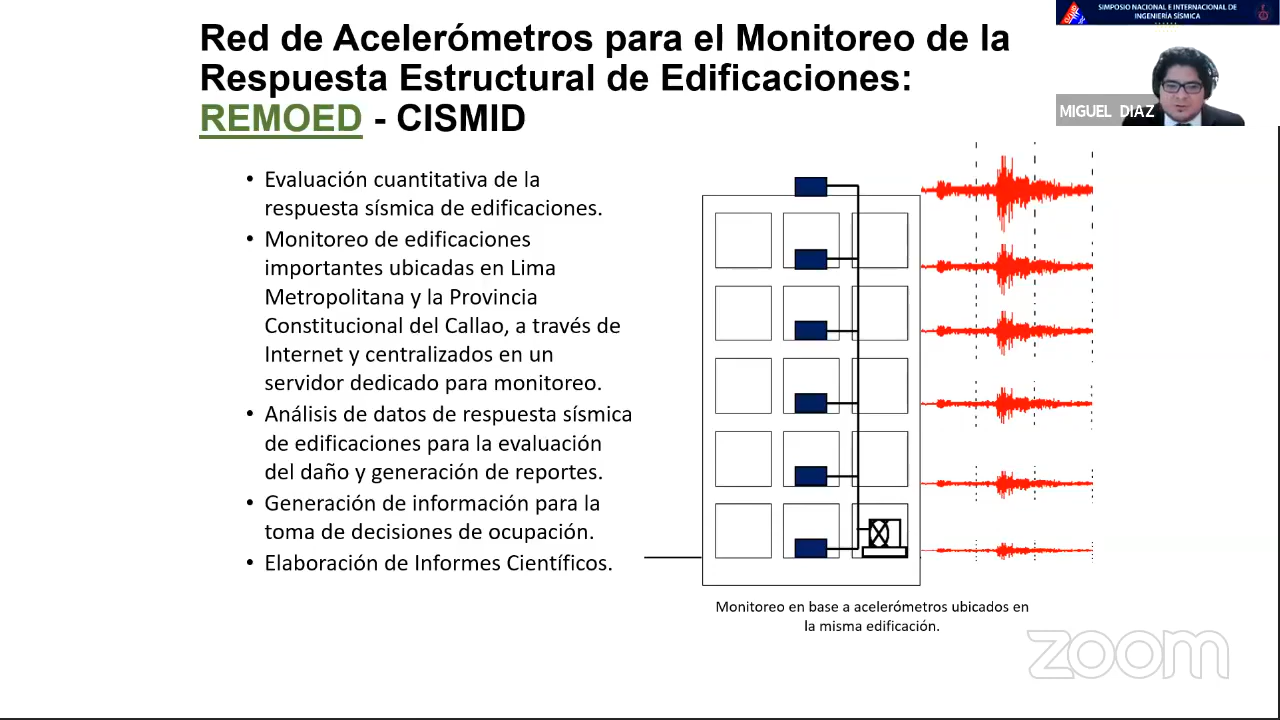 Red de Acelerómetros para el Monitoreo de la
Respuesta Estructural de Edificaciones:
REMOED - CISMID
SIMPOSIO NACIONAL E INTERNACIONAL DE
INGENIERÍA SÍSMICA
MIGUEL DIAZ
• Evaluación cuantitativa de la
respuesta sísmica de edificaciones.
• Monitoreo de edificaciones
importantes ubicadas en Lima
Metropolitana y la Provincia
Constitucional del Callao, a través de
Internet y centralizados en un
servidor dedicado para monitoreo.
• Análisis de datos de respuesta sísmica
de edificaciones para la evaluación
del daño y generación de reportes.
• Generación de información para la
toma de decisiones de ocupación.
• Elaboración de Informes Científicos.
Monitoreo en base a acelerómetros ubicados en
la misma edificación.
zoom